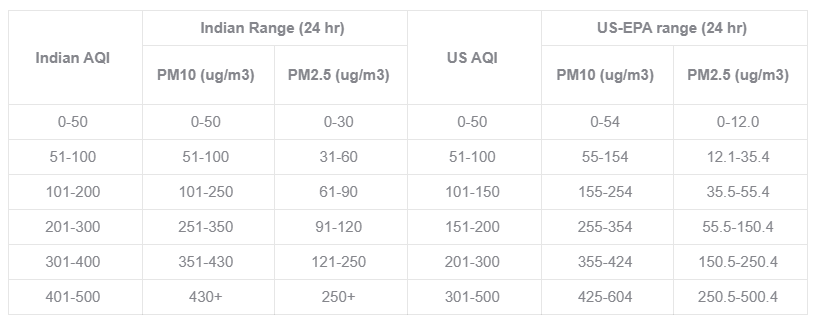 Indian AQI Indian Range (24 hr) US AQI US-EPA range (24 hr)
PM10 (ug/m3) PM2.5 (ug/m3) PM10 (ug/m3) PM2.5 (ug/m3)
0-50 0-50 0-30 0-50 0-54 0-12.0
51-100 51-100 31-60 51-100 55-154 12.1-35.4
101-200 101-250 61-90 101-150 155-254 35.5-55.4
201-300 251-350 91-120 151-200 255-354 55.5-150.4
301-400 351-430 121-250 201-300 355-424 150.5-250.4
401-500 430+ 250+ 301-500 425-604 250.5-500.4